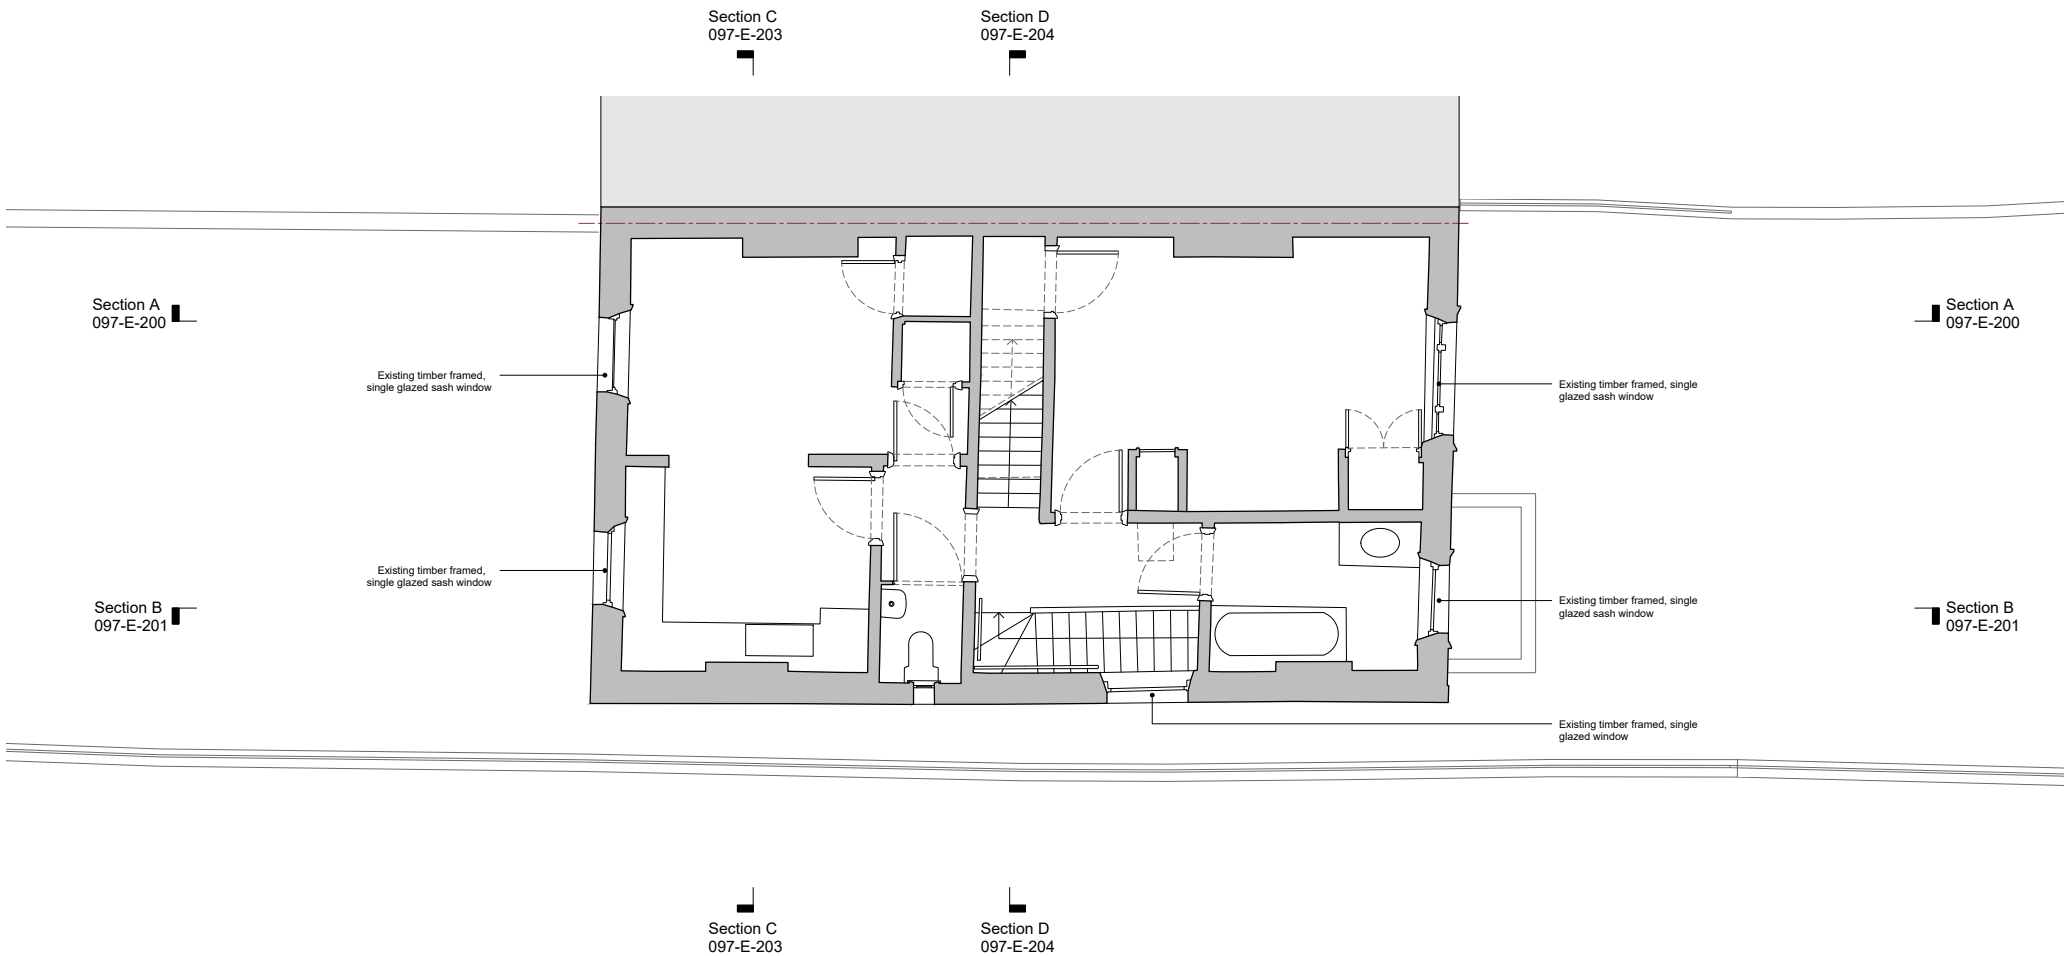 Section C
097-E-203
Section D
097-E-204
Section A
097-E-200
Section A
097-E-200
Existing timber framed,
single glazed sash window
Existing timber framed, single
glazed sash window
Existing timber framed,
single glazed sash window
Existing timber framed, single
glazed sash window
Section B
097-E-201
Section B
097-E-201
Existing timber framed, single
glazed window
Section C
097-E-203
Section D
097-E-204